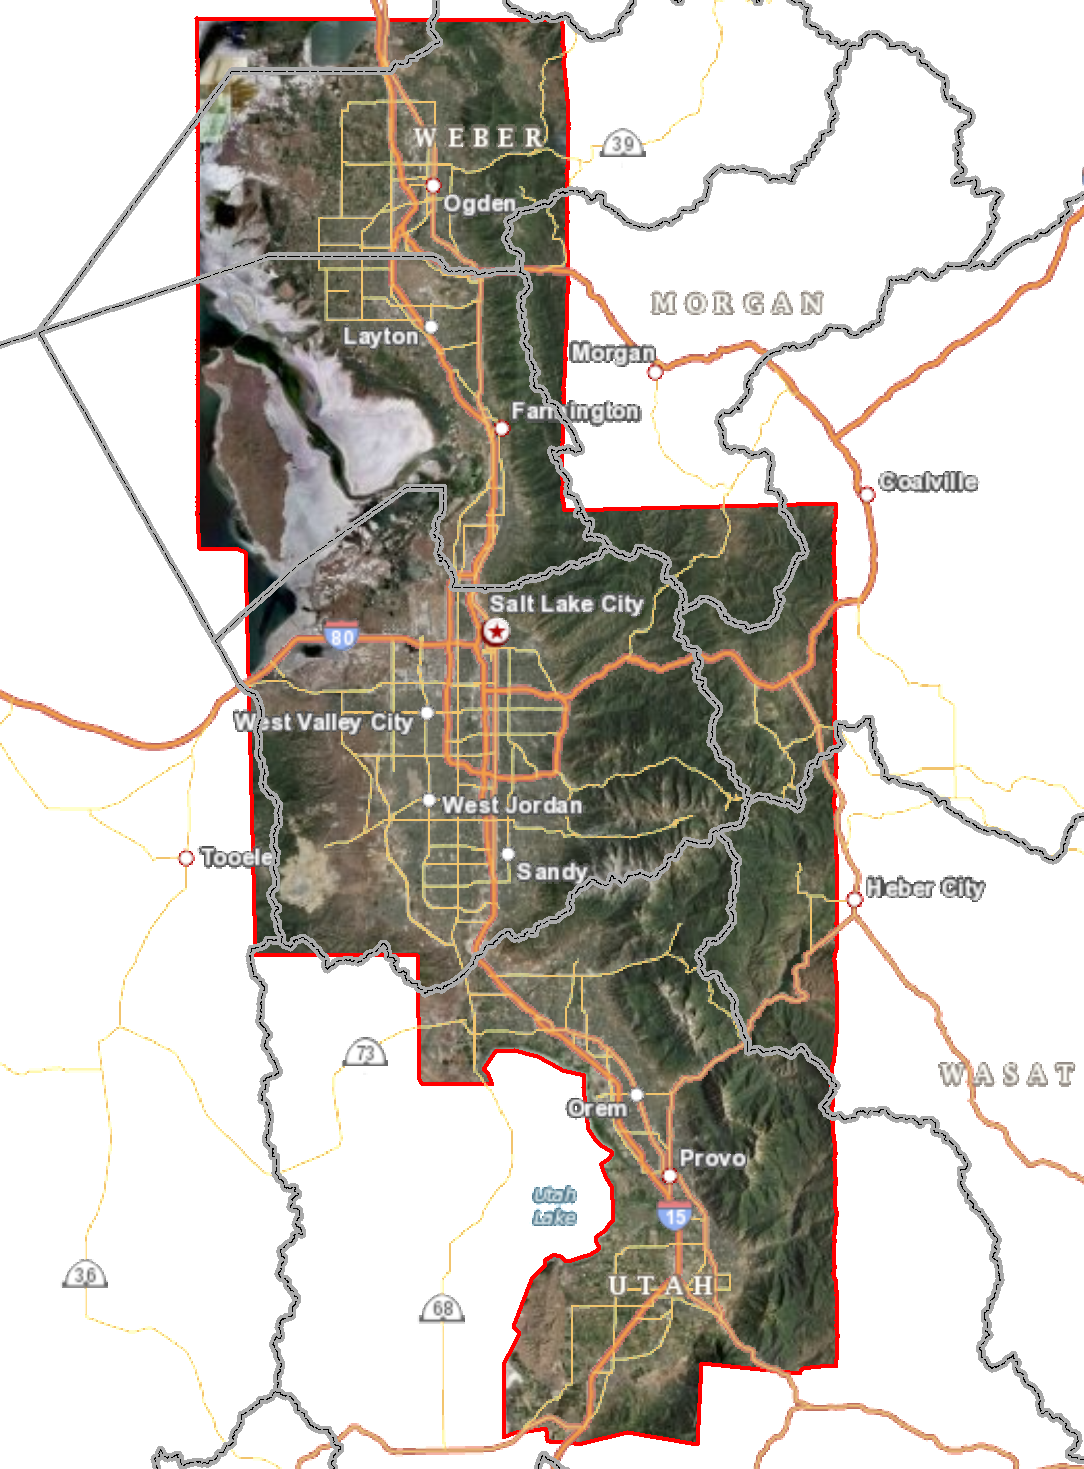 WEBER
39
Ogden
MORGAN
Layton
Morgan
Farmington
Coalville
Salt Lake City
80
West Valley City
West Jordan
Tooele
Sandy
Heber City
73
WASAT
Orem
Provo
Utah
Lake
15
36
UTAH
68